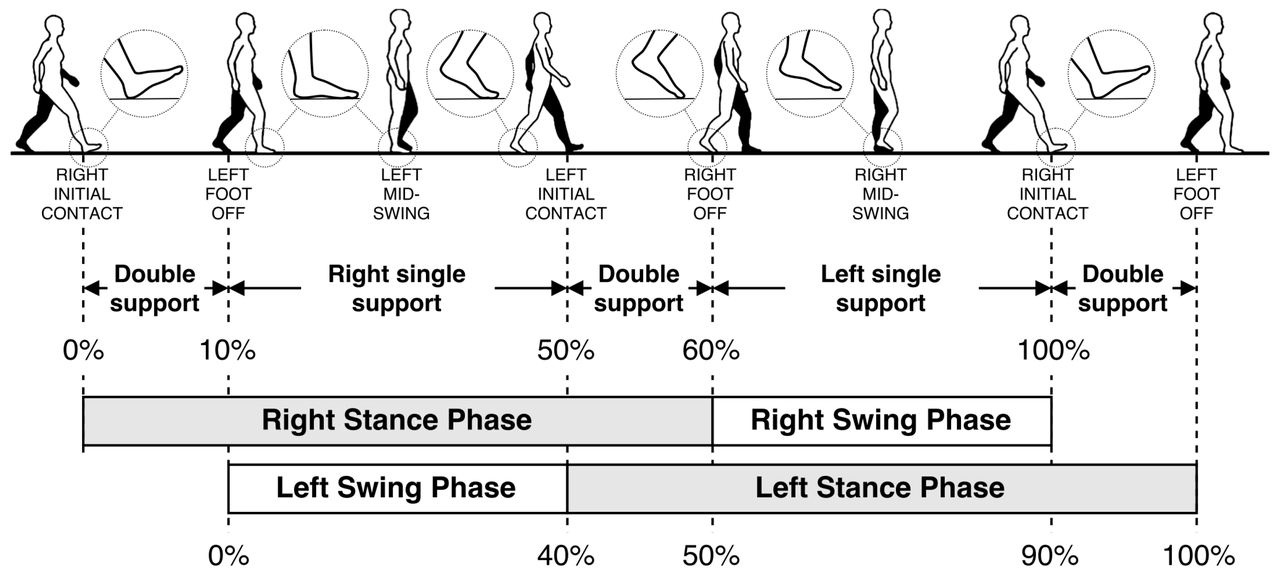 RIGHT
INITIAL
CONTACT
LEFT
FOOT
OFF
LEFT
MID-
SWING
LEFT
INITIAL
CONTACT
RIGHT
FOOT
OFF
RIGHT
MID-
SWING
RIGHT
INITIAL
CONTACT
LEFT
FOOT
OFF
Double
support
Right single
support
Double
support
Left single
support
Double
support
0%
10%
50%
60%
100%
Right Stance Phase
Right Swing Phase
Left Swing Phase
Left Stance Phase
0%
40%
50%
90%
100%